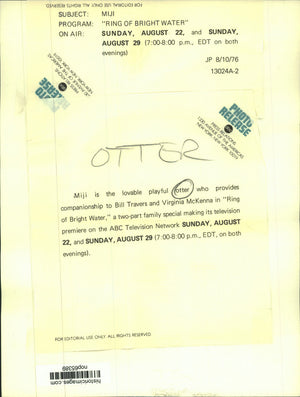 FOR EDITORIAL USE ONLY. ALL RIGHTS RESERVED
SUBJECT: MIJI
PROGRAM: "RING OF BRIGHT WATER"
ON AIR: SUNDAY, AUGUST 22, and SUNDAY,
AUGUST 29 (7:00-8:00 p.m., EDT on both
evenings)
JP 8/10/76
13024A-2
PHOTO
RELEASE
PHOTO
RELEASE
OTTER
Miji is the lovable playful otter who provides
companionship to Bill Travers and Virginia McKenna in "Ring
of Bright Water," a two-part family special making its television
premiere on the ABC Television Network SUNDAY, AUGUST
22, and SUNDAY, AUGUST 29 (7:00-8:00 p.m., EDT, on both
evenings).
FOR EDITORIAL USE ONLY. ALL RIGHTS RESERVED
historicimages.com
nop65389